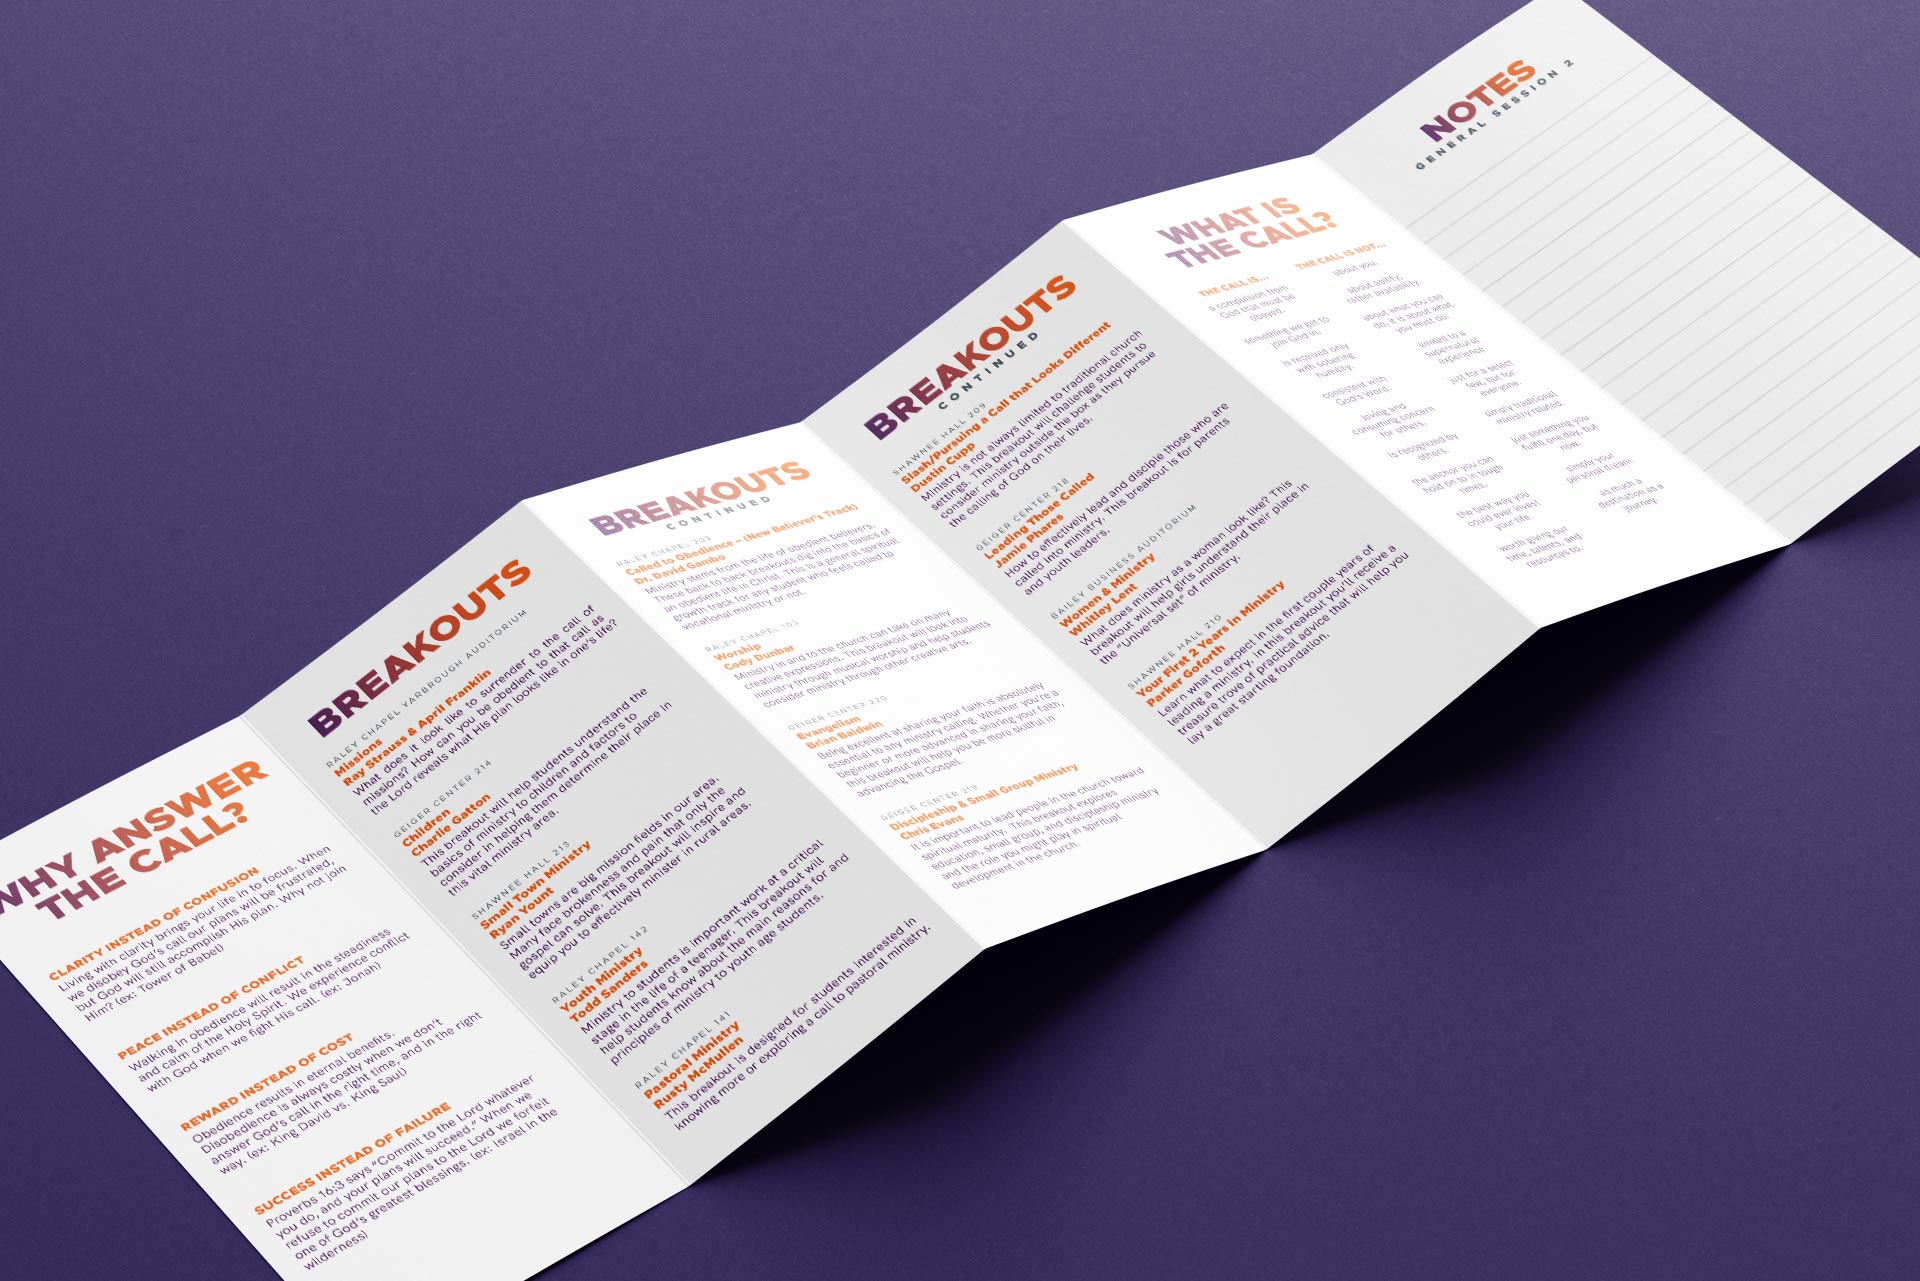 WHY ANSWER
THE CALL?
CLARITY INSTEAD OF CONFUSION
Living with clarity brings your life in to focus. When
we disobey God's call our plans will be frustrated,
but God will still accomplish His plan. Why not join
Him? (ex: Tower of Babel)
PEACE INSTEAD OF CONFLICT
Walking in obedience will result in the steadiness
and calm of the Holy Spirit. We experience conflict
with God when we fight His call. (ex: Jonah)
REWARD INSTEAD OF COST
Obedience results in eternal benefits.
Disobedience is always costly when we don't
answer God's call in the right time, and in the right
way. (ex: King David vs. King Saul)
SUCCESS INSTEAD OF FAILURE
Proverbs 16:3 says "Commit to the Lord whatever
you do, and your plans will succeed." When we
refuse to commit our plans to the Lord we forfeit
one of God's greatest blessings. (ex: Israel in the
wilderness)
BREAKOUTS
RALEY CHAPEL YARBROUGH AUDITORIUM
Missions
Ray Strauss & April Franklin
What does it look like to surrender to the call of
missions? How can you be obedient to that call as
the Lord reveals what His plan looks like in one's life?
GEIGER CENTER 214
Children
Charlie Gatton
This breakout will help students understand the
basics of ministry to children and factors to
consider in helping them determine their place in
this vital ministry area.
SHAWNEE HALL 213
Small Town Ministry
Ryan Yount
Small towns are big mission fields in our area.
Many face brokenness and pain that only the
gospel can solve. This breakout will inspire and
equip you to effectively minister in rural areas.
RALEY CHAPEL 142
Youth Ministry
Todd Sanders
Ministry to students is important work at a critical
stage in the life of a teenager. This breakout will
help students know about the main reasons for and
principles of ministry to youth age students.
RALEY CHAPEL 141
Pastoral Ministry
Rusty McMullen
This breakout is designed for students interested in
knowing more or exploring a call to pastoral ministry.
BREAKOUTS
CONTINUED
RALEY CHAPEL 203
Called to Obedience – (New Believer's Track)
Dr. David Gambo
Ministry stems from the life of obedient believers.
These back to back breakouts dig into the basics of
an obedient life in Christ. This is a general spiritual
growth track for any student who feels called to
vocational ministry or not.
RALEY CHAPEL 103
Worship
Cody Dunbar
Ministry in and to the church can take on many
creative expressions. This breakout will look into
ministry through musical worship and help students
consider ministry through other creative arts.
GEIGER CENTER 220
Evangelism
Brian Baldwin
Being excellent at sharing your faith is absolutely
essential to any ministry calling. Whether you're a
beginner or more advanced in sharing your faith,
this breakout will help you be more skillful in
advancing the Gospel.
GEIGER CENTER 219
Discipleship & Small Group Ministry
Chris Evans
It is important to lead people in the church toward
spiritual maturity. This breakout explores
education, small group, and discipleship ministry
and the role you might play in spiritual
development in the church.
BREAKOUTS
CONTINUED
SHAWNEE HALL 209
Slash/Pursuing a Call that Looks Different
Dustin Cupp
Ministry is not always limited to traditional church
settings. This breakout will challenge students to
consider ministry outside the box as they pursue
the calling of God on their lives.
GEIGER CENTER 218
Leading Those Called
Jamie Phares
How to effectively lead and disciple those who are
called into ministry. This breakout is for parents
and youth leaders.
BAILEY BUSINESS AUDITORIUM
Women & Ministry
Whitley Lent
What does ministry as a woman look like? This
breakout will help girls understand their place in
the "Universal set" of ministry.
SHAWNEE HALL 210
Your First 2 Years in Ministry
Parker Goforth
Learn what to expect in the first couple years of
leading a ministry. In this breakout you'll receive a
treasure trove of practical advice that will help you
lay a great starting foundation.
WHAT IS
THE CALL?
THE CALL IS...
a compulsion from
God that must be
obeyed.
something we get to
join God in.
is received only
with sobering
humility.
consistent with
God's Word.
loving and
consuming concern
for others.
is recognized by
others.
the anchor you can
hold on to in tough
times.
the best way you
could ever invest
your life.
worth giving our
time, talents, and
resources to.
THE CALL IS NOT...
about you.
about ability,
rather availability.
about what you can
do, it is about what
you must do.
limited to a
supernatural
experience
just for a select
few, but for
everyone.
simply traditional
ministry related.
just something you
fulfill one day, but
now.
simply your
personal dream.
as much a
destination as a
journey.
NOTES
GENERAL SESSION 2